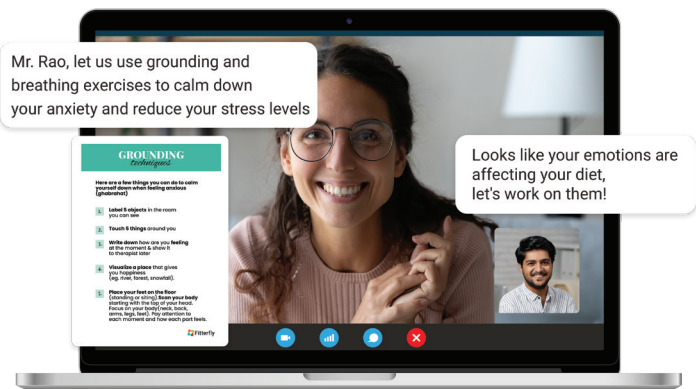 Mr. Rao, let us use grounding and
breathing exercises to calm down
your anxiety and reduce your stress levels
Looks like your emotions are
affecting your diet,
let's work on them!
GROUNDING
techniques
Here are a few things you can do to calm
yourself down when feeling anxious
(ghabrahat)
1. Label 5 objects in the room
you can see
2. Touch 5 things around you
3. Write down how are you feeling
at the moment & show it
to therapist later
4. Visualize a place that gives
you happiness
(eg. river, forest, snowfall).
5. Place your feet on the floor
(standing or siting).Scan your body
starting with the top of your head.
Focus on your body(neck, back,
arms, legs, feet). Pay attention to
each moment and how each part feels.
Fitterfly